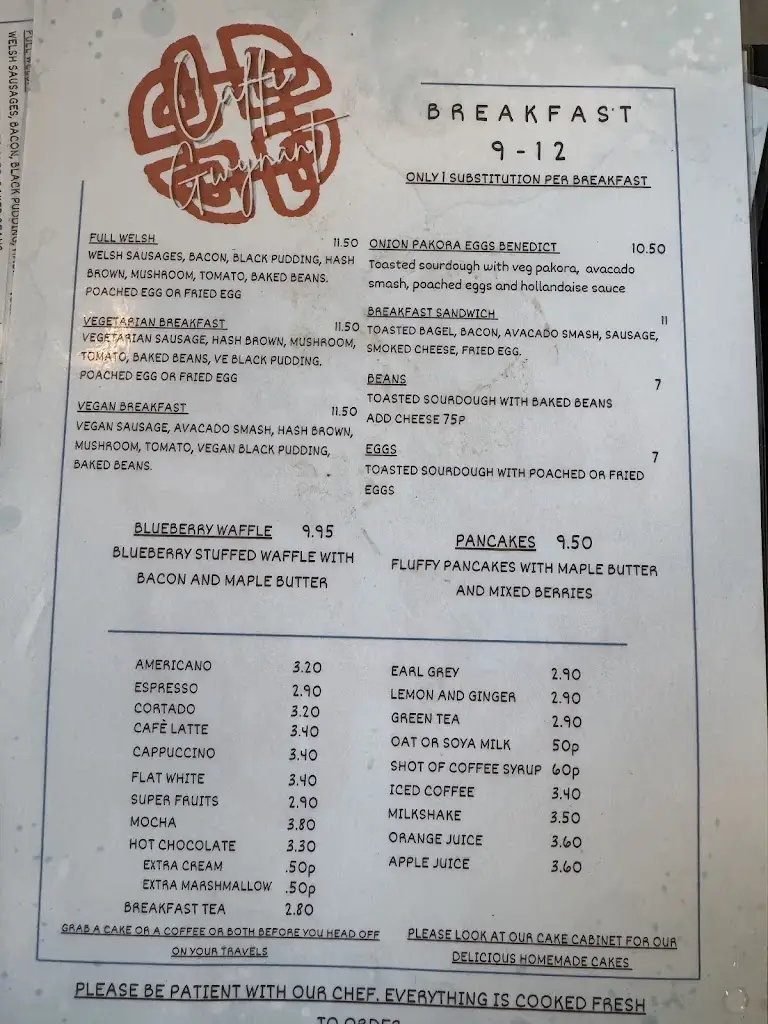 Caffi
Gwynant
BREAKFAST
9-12
ONLY 1 SUBSTITUTION PER BREAKFAST
FULL WELSH 11.50
WELSH SAUSAGES, BACON, BLACK PUDDING, HASH
BROWN, MUSHROOM, TOMATO, BAKED BEANS.
POACHED EGG OR FRIED EGG
VEGETARIAN BREAKFAST 11.50
VEGETARIAN SAUSAGE, HASH BROWN, MUSHROOM,
TOMATO, BAKED BEANS, VE BLACK PUDDING.
POACHED EGG OR FRIED EGG
VEGAN BREAKFAST 11.50
VEGAN SAUSAGE, AVACADO SMASH, HASH BROWN,
MUSHROOM, TOMATO, VEGAN BLACK PUDDING,
BAKED BEANS.
ONION PAKORA EGGS BENEDICT 10.50
Toasted sourdough with veg pakora, avacado
smash, poached eggs and hollandaise sauce
BREAKFAST SANDWICH 11
TOASTED BAGEL, BACON, AVACADO SMASH, SAUSAGE,
SMOKED CHEESE, FRIED EGG.
BEANS 7
TOASTED SOURDOUGH WITH BAKED BEANS
ADD CHEESE 75P
EGGS 7
TOASTED SOURDOUGH WITH POACHED OR FRIED
EGGS
BLUEBERRY WAFFLE 9.95
BLUEBERRY STUFFED WAFFLE WITH
BACON AND MAPLE BUTTER
PANCAKES 9.50
FLUFFY PANCAKES WITH MAPLE BUTTER
AND MIXED BERRIES
AMERICANO 3.20
ESPRESSO 2.90
CORTADO 3.20
CAFÈ LATTE 3.40
CAPPUCCINO 3.40
FLAT WHITE 3.40
SUPER FRUITS 2.90
MOCHA 3.80
HOT CHOCOLATE 3.30
EXTRA CREAM .50p
EXTRA MARSHMALLOW .50p
BREAKFAST TEA 2.80
EARL GREY 2.90
LEMON AND GINGER 2.90
GREEN TEA 2.90
OAT OR SOYA MILK 50p
SHOT OF COFFEE SYRUP 60p
ICED COFFEE 3.40
MILKSHAKE 3.50
ORANGE JUICE 3.60
APPLE JUICE 3.60
GRAB A CAKE OR A COFFEE OR BOTH BEFORE YOU HEAD OFF
ON YOUR TRAVELS
PLEASE LOOK AT OUR CAKE CABINET FOR OUR
DELICIOUS HOMEMADE CAKES
PLEASE BE PATIENT WITH OUR CHEF. EVERYTHING IS COOKED FRESH
TO ORDER
WELSH SAUSAGES, BACON, BLACK PUDDING,